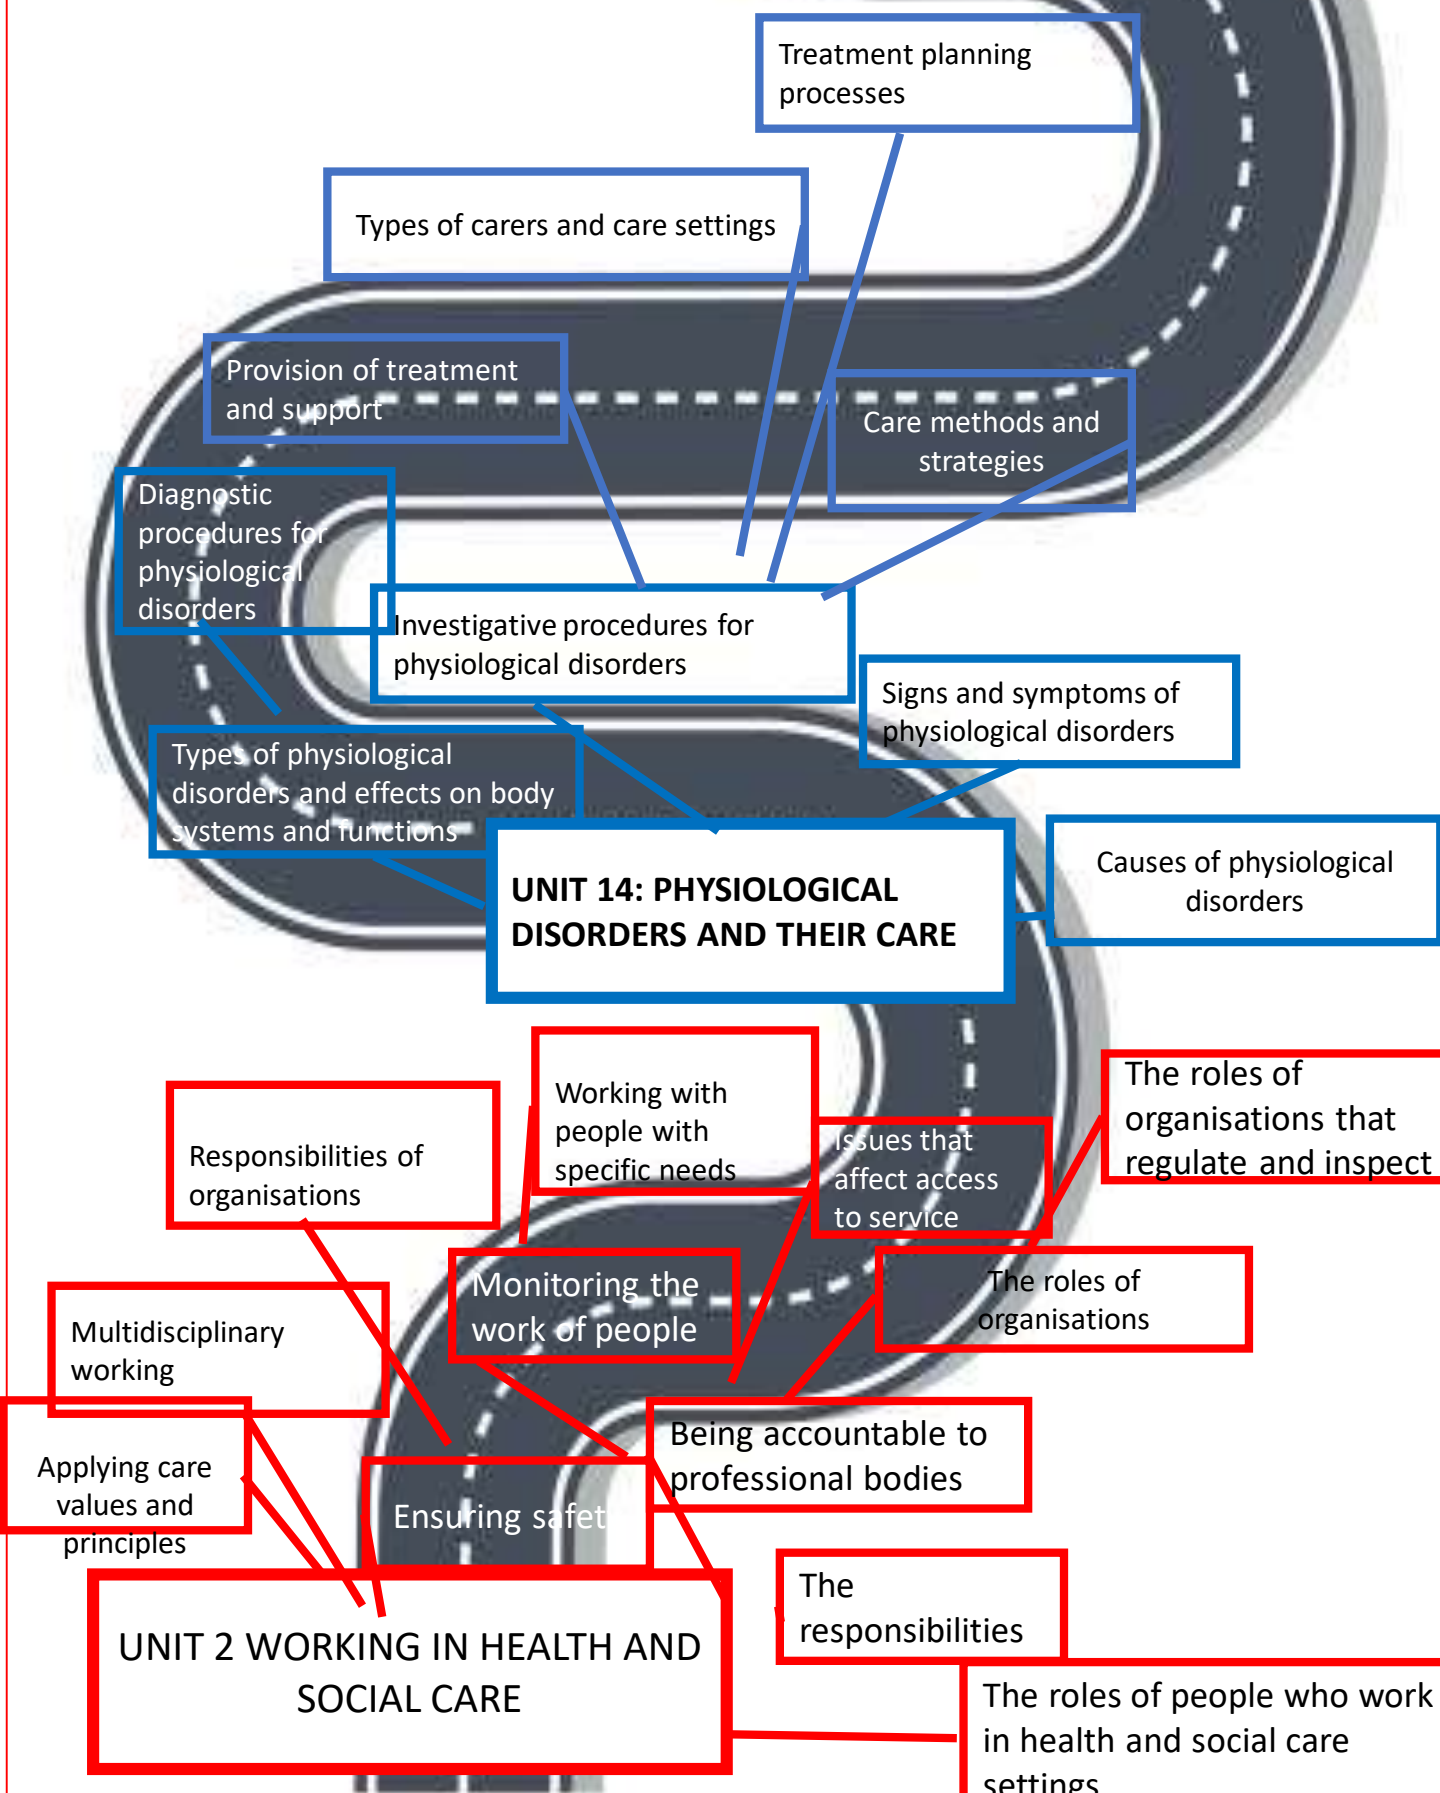 Treatment planning
processes
Types of carers and care settings
Provision of treatment
and support
Care methods and
strategies
Diagnostic
procedures for
physiological
disorders
Investigative procedures for
physiological disorders
Signs and symptoms of
physiological disorders
Types of physiological
disorders and effects on body
systems and functions
Causes of physiological
disorders
UNIT 14: PHYSIOLOGICAL
DISORDERS AND THEIR CARE
Working with
people with
specific needs
The roles of
organisations that
regulate and inspect
Responsibilities of
organisations
Issues that
affect access
to service
Monitoring the
work of people
The roles of
organisations
Multidisciplinary
working
Being accountable to
professional bodies
Applying care
values and
principles
Ensuring safet
The
responsibilities
UNIT 2 WORKING IN HEALTH AND
SOCIAL CARE
The roles of people who work
in health and social care
settings